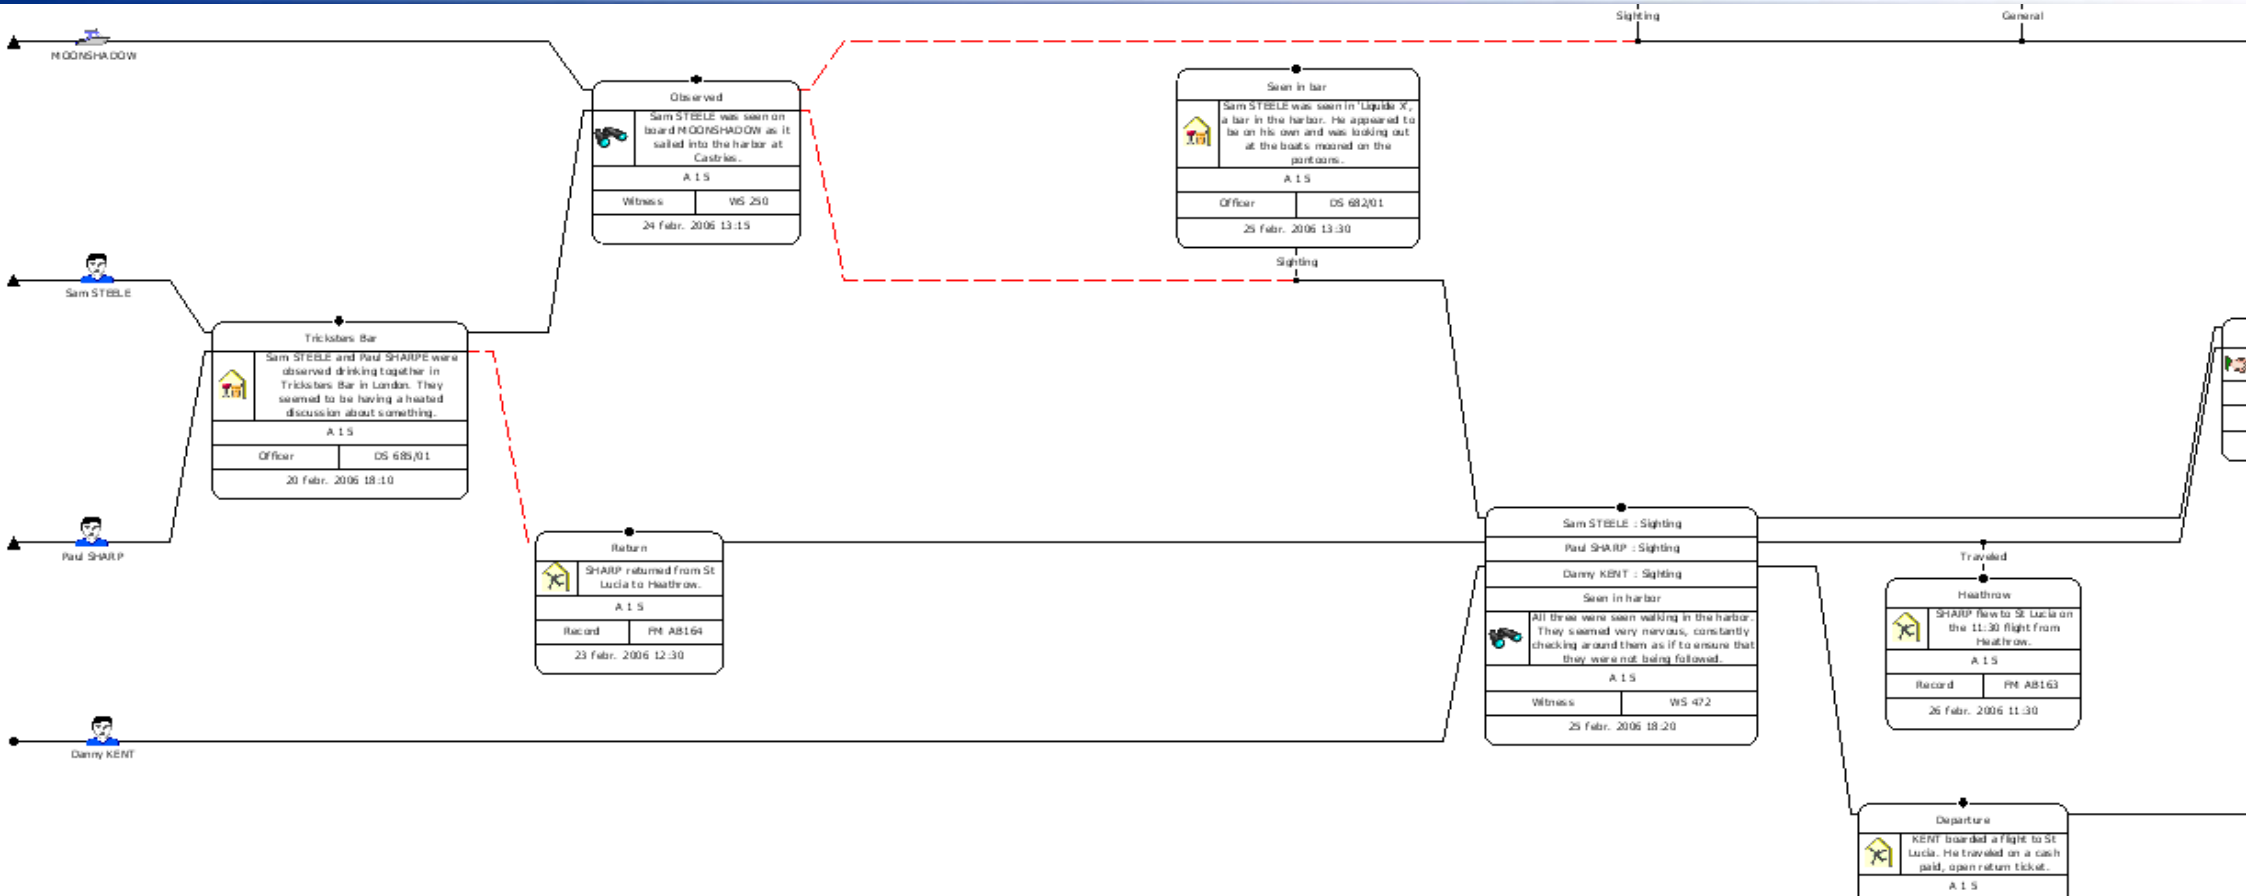 Sighting
General
MOONSHADOW
Observed
Sam STEELE was seen on
board MOONSHADOW as it
sailed into the harbor at
Castries.
A 1 5
Witness
WS 250
24 febr. 2006 13:15
Seen in bar
Sam STEELE was seen in 'Liquide X',
a bar in the harbor. He appeared to
be on his own and was looking out
at the boats moored on the
pontoons.
A 1 5
Officer
DS 682/01
25 febr. 2006 13:30
Sighting
Sam STEELE
Tricksters Bar
Sam STEELE and Paul SHARPE were
observed drinking together in
Tricksters Bar in London. They
seemed to be having a heated
discussion about something.
A 1 5
Officer
DS 685/01
20 febr. 2006 18:10
Paul SHARP
Return
SHARP returned from St
Lucia to Heathrow.
A 1 5
Record
FM AB164
23 febr. 2006 12:30
Sam STEELE : Sighting
Paul SHARP : Sighting
Danny KENT : Sighting
Seen in harbor
All three were seen walking in the harbor.
They seemed very nervous, constantly
checking around them as if to ensure that
they were not being followed.
A 1 5
Witness
WS 472
25 febr. 2006 18:20
Traveled
Heathrow
SHARP flew to St Lucia on
the 11:30 flight from
Heathrow.
A 1 5
Record
FM AB163
26 febr. 2006 11:30
Danny KENT
Departure
KENT boarded a flight to St
Lucia. He traveled on a cash
paid, open return ticket.
A 1 5